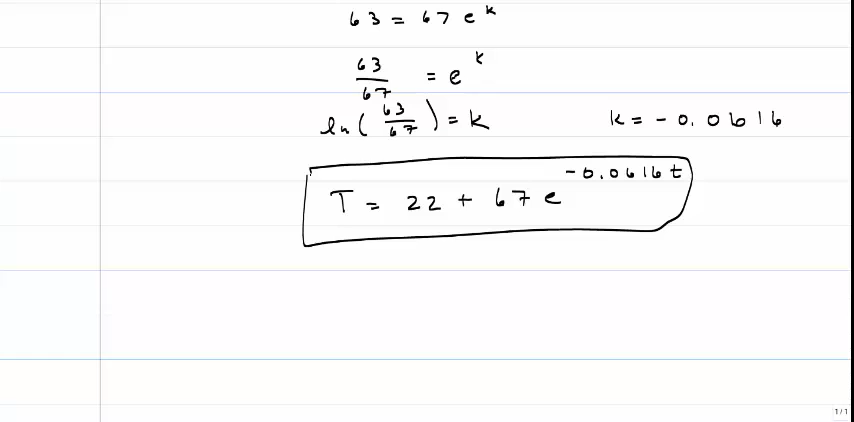 63 = 67 e^k
63/67 = e^k
ln(63/67) = k k = -0.0616
T = 22 + 67 e^-0.0616t
1/1